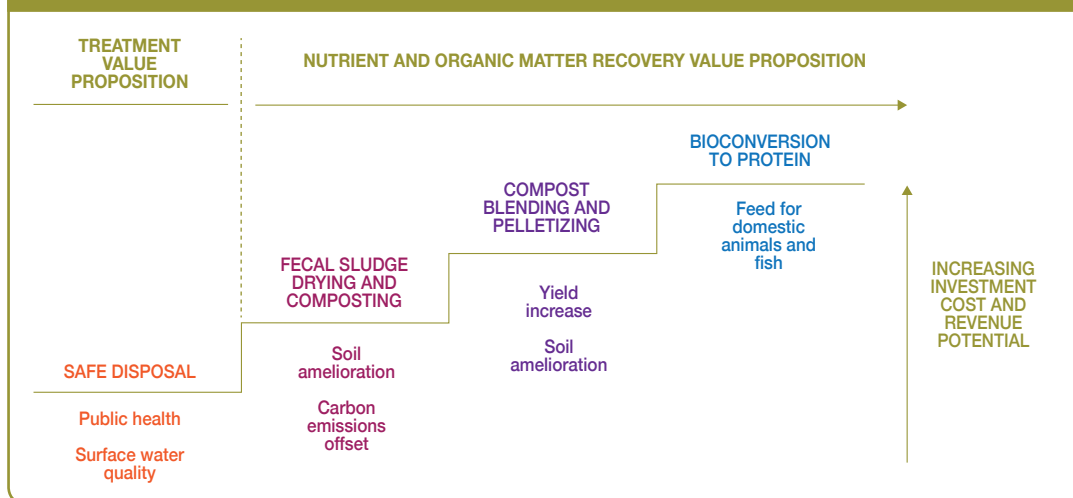 TREATMENT
VALUE
PROPOSITION
NUTRIENT AND ORGANIC MATTER RECOVERY VALUE PROPOSITION
BIOCONVERSION
TO PROTEIN
Feed for
domestic
animals and
fish
COMPOST
BLENDING AND
PELLETIZING
Yield
increase
Soil
amelioration
FECAL SLUDGE
DRYING AND
COMPOSTING
Soil
amelioration
Carbon
emissions
offset
SAFE DISPOSAL
Public health
Surface water
quality
INCREASING
INVESTMENT
COST AND
REVENUE
POTENTIAL